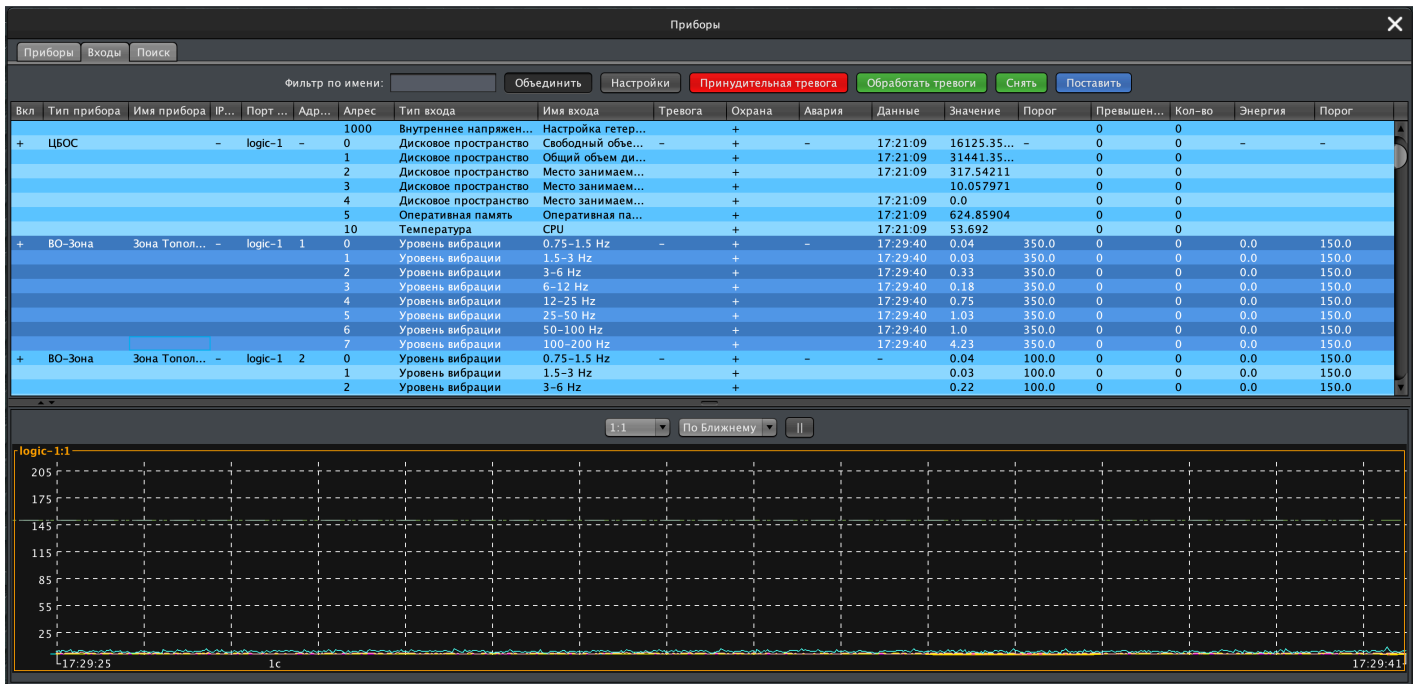 Приборы
Приборы Входы Поиск
Фильтр по имени: Объединить Настройки Принудительная тревога Обработать тревоги Снять Поставить
Вкл Тип прибора Имя прибора IP... Порт ... Адр... Алрес Тип входа Имя входа Тревога Охрана Авария Данные Значение Порог Превышен... Кол-во Энергия Порог
1000 Внутреннее напряжен... Настройка гетер... + 0 0
+ ЦБОС - logic-1 - 0 Дисковое пространство Свободный объе... - + - 17:21:09 16125.35... - 0 0 - -
1 Дисковое пространство Общий объем ди... + 17:21:09 31441.35... 0 0
2 Дисковое пространство Место занимаем... + 17:21:09 317.54211 0 0
3 Дисковое пространство Место занимаем... + 10.057971 0 0
4 Дисковое пространство Место занимаем... + 17:21:09 0.0 0 0
5 Оперативная память Оперативная па... + 17:21:09 624.85904 0 0
10 Температура CPU + 17:21:09 53.692 0 0
+ ВО-Зона Зона Топол... - logic-1 1 0 Уровень вибрации 0.75-1.5 Hz - + - 17:29:40 0.04 350.0 0 0 0.0 150.0
1 Уровень вибрации 1.5-3 Hz + 17:29:40 0.03 350.0 0 0 0.0 150.0
2 Уровень вибрации 3-6 Hz + 17:29:40 0.33 350.0 0 0 0.0 150.0
3 Уровень вибрации 6-12 Hz + 17:29:40 0.18 350.0 0 0 0.0 150.0
4 Уровень вибрации 12-25 Hz + 17:29:40 0.75 350.0 0 0 0.0 150.0
5 Уровень вибрации 25-50 Hz + 17:29:40 1.03 350.0 0 0 0.0 150.0
6 Уровень вибрации 50-100 Hz + 17:29:40 1.0 350.0 0 0 0.0 150.0
7 Уровень вибрации 100-200 Hz + 17:29:40 4.23 350.0 0 0 0.0 150.0
+ ВО-Зона Зона Топол... - logic-1 2 0 Уровень вибрации 0.75-1.5 Hz - + - - 0.04 100.0 0 0 0.0 150.0
1 Уровень вибрации 1.5-3 Hz + 0.03 100.0 0 0 0.0 150.0
2 Уровень вибрации 3-6 Hz + 0.22 100.0 0 0 0.0 150.0
1:1 По Ближнему ||
logic-1:1
205
175
145
115
85
55
25
17:29:25 1с 17:29:41